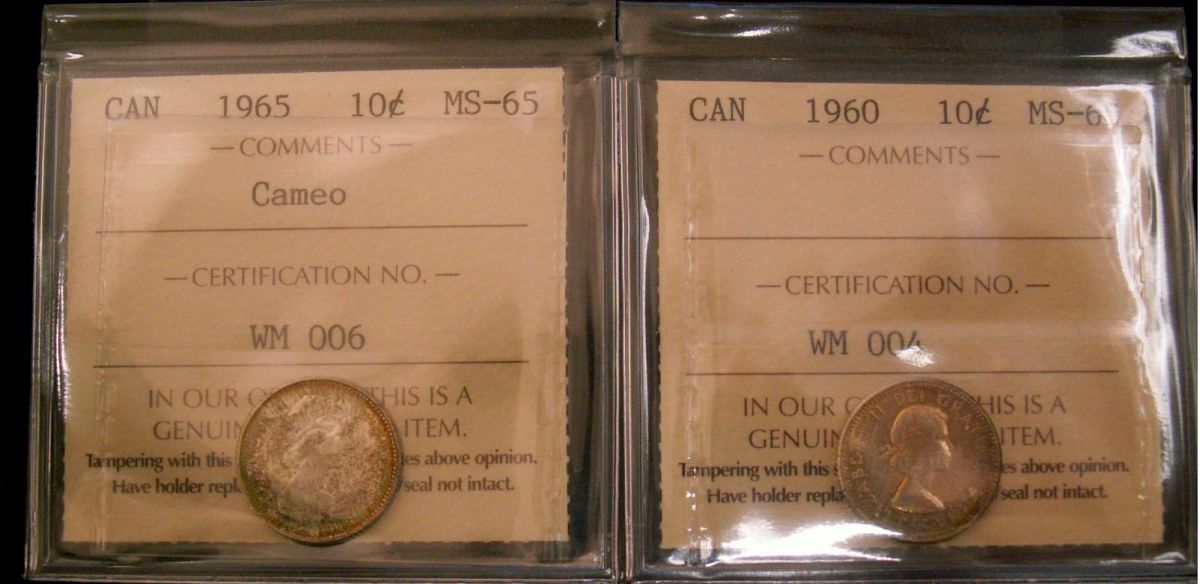 CAN 1965 10¢ MS-65
— COMMENTS —
Cameo
— CERTIFICATION NO. —
WM 006
IN OUR THIS IS A
ITEM.
Tampering with this above opinion.
Have holder seal not intact.
CAN 1960 10¢
— COMMENTS —
— CERTIFICATION NO. —
WM 004
IN OUR IS A
ITEM.
Tampering with this above opinion.
Have holder seal not intact.
DEI